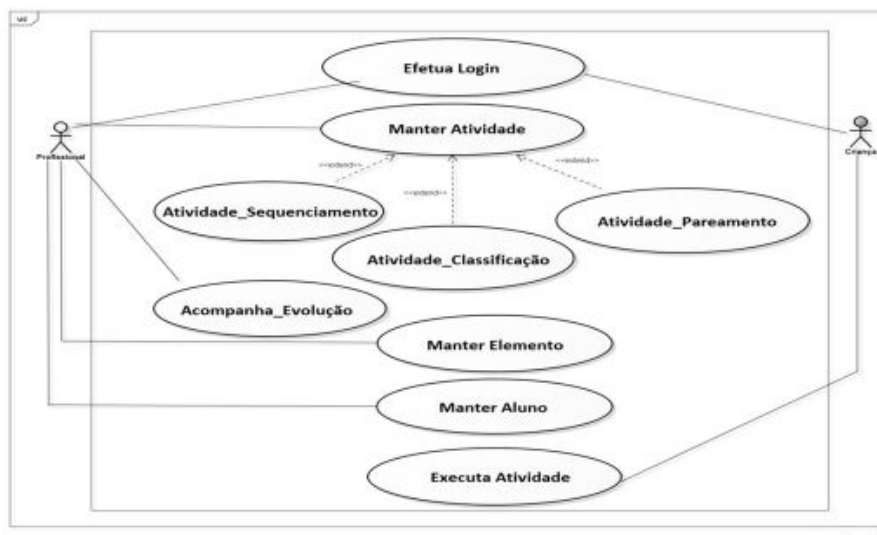 uc
Efetua Login
Manter Atividade
Profissional
Criança
<<extend>>
<<extend>>
<<extend>>
Atividade_Sequenciamento
Atividade_Pareamento
Atividade_Classificação
Acompanha_Evolução
Manter Elemento
Manter Aluno
Executa Atividade